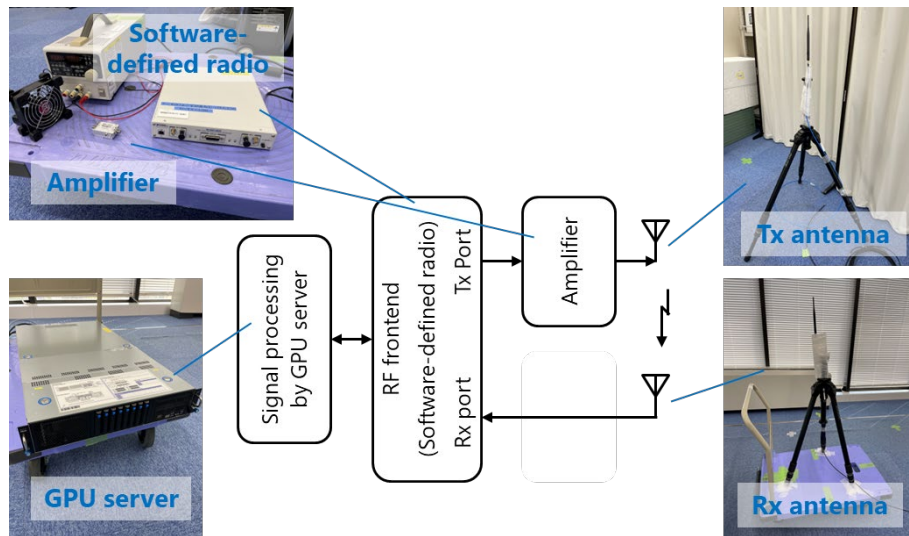 Software-
defined radio
Amplifier
Tx antenna
Signal processing
by GPU server
RF frontend
(Software-defined radio)
Tx Port
Rx port
Amplifier
GPU server
Rx antenna